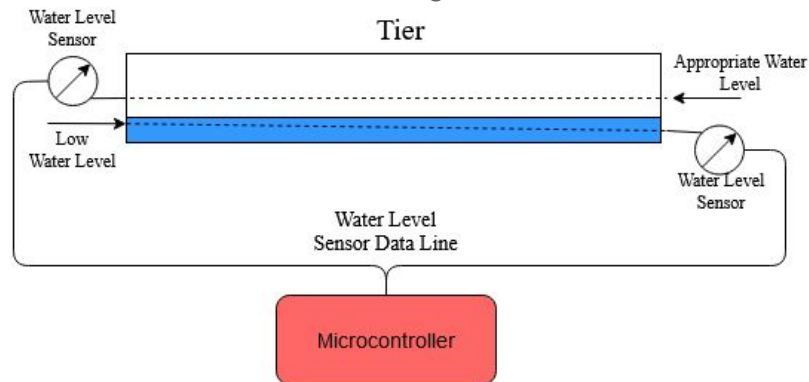 Water Level
Sensor
Tier
Appropriate Water
Level
Low
Water Level
Water Level
Sensor
Water Level
Sensor Data Line
Microcontroller